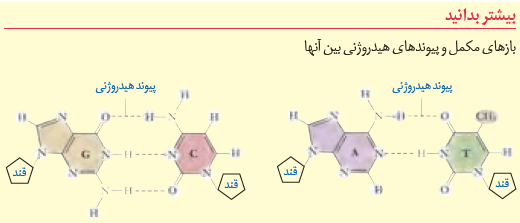 بیشتر بدانید
بازهای مکمل و پیوندهای هیدروژنی بین آنها
پیوند هیدروژنی
پیوند هیدروژنی
H N O H N H H
G N H N C H
قند N N H O N قند
H
H N H H O CH₃
A N H N T H
قند N N H O N قند